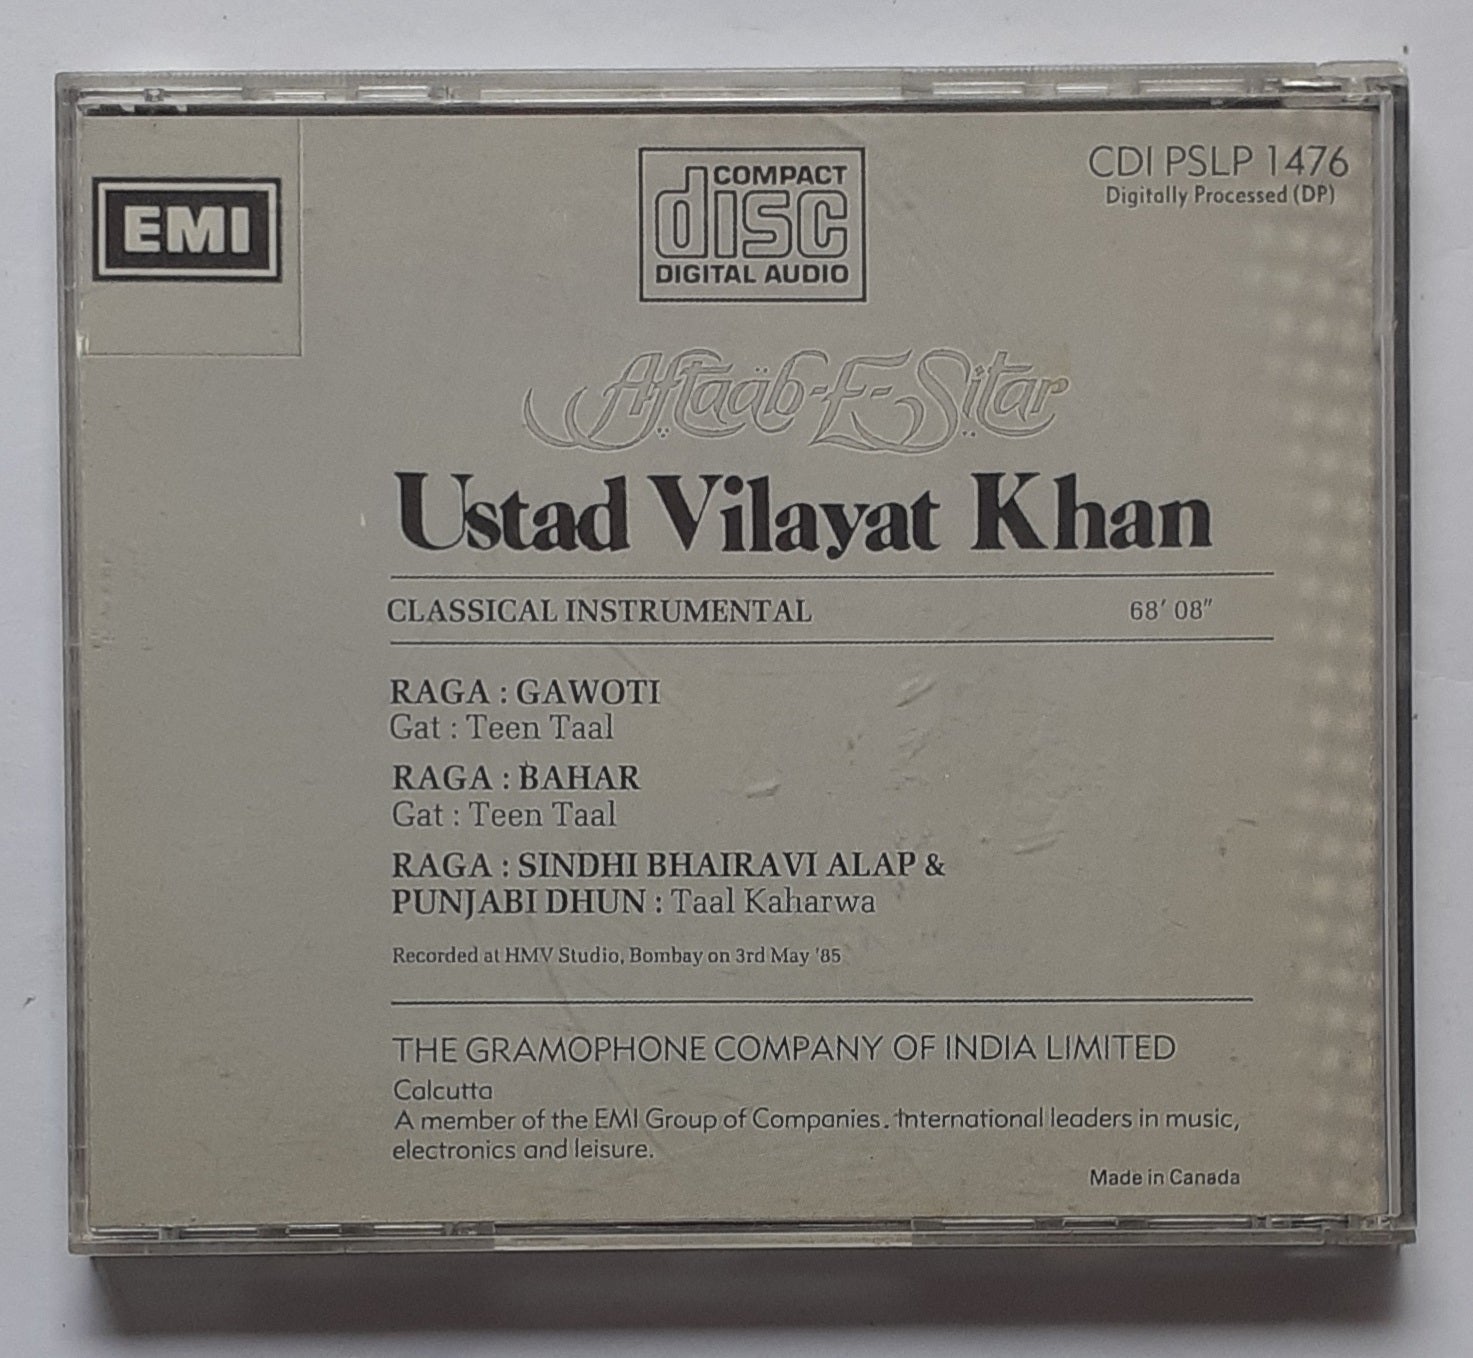 EMI
COMPACT
disc
DIGITAL AUDIO
CDI PSLP 1476
Digitally Processed (DP)
Aftaab-E-Sitar
Ustad Vilayat Khan
CLASSICAL INSTRUMENTAL 68′ 08″
RAGA : GAWOTI
Gat : Teen Taal
RAGA : BAHAR
Gat : Teen Taal
RAGA : SINDHI BHAIRAVI ALAP &
PUNJABI DHUN : Taal Kaharwa
Recorded at HMV Studio, Bombay on 3rd May '85
THE GRAMOPHONE COMPANY OF INDIA LIMITED
Calcutta
A member of the EMI Group of Companies. International leaders in music,
electronics and leisure.
Made in Canada